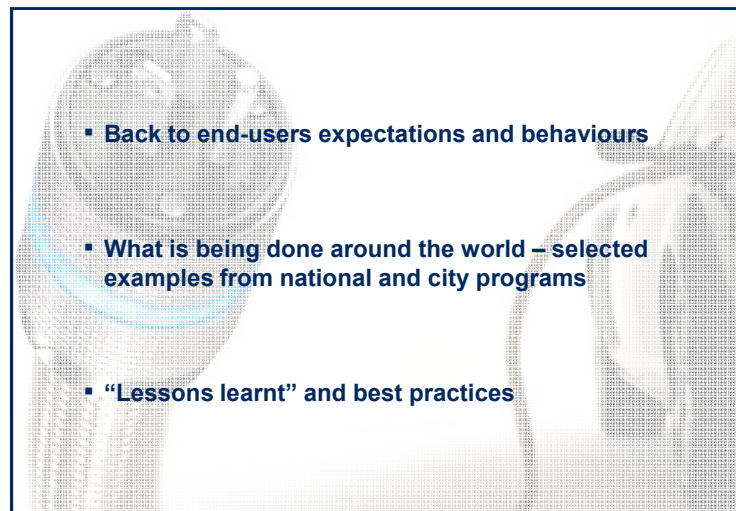 ▪ Back to end-users expectations and behaviours
▪ What is being done around the world – selected
examples from national and city programs
▪ “Lessons learnt” and best practices